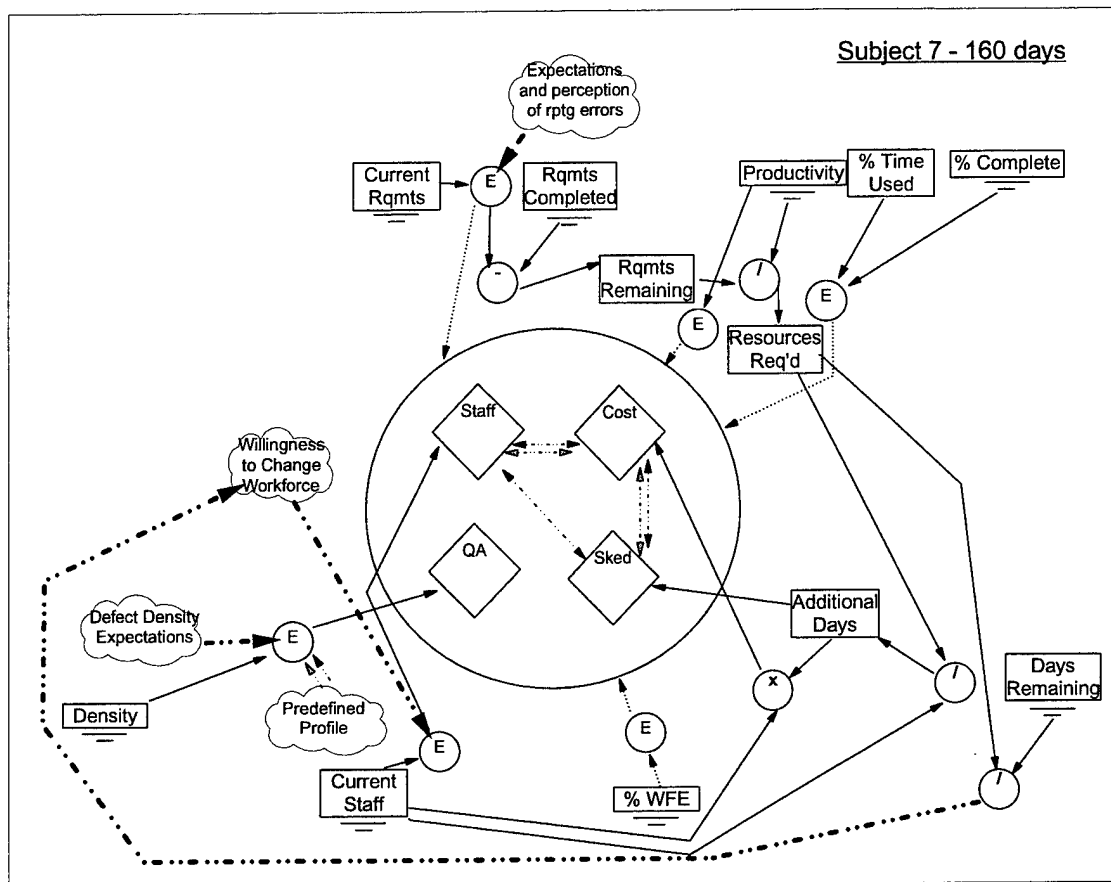 Subject 7 - 160 days
Expectations
and perception
of rptg errors
Current
Rqmts
E
Rqmts
Completed
Productivity
% Time
Used
% Complete
-
Rqmts
Remaining
/
E
E
Resources
Req'd
Staff
Cost
Willingness
to Change
Workforce
QA
Sked
Defect Density
Expectations
E
Additional
Days
Density
Predefined
Profile
x
/
Days
Remaining
E
E
Current
Staff
% WFE
/